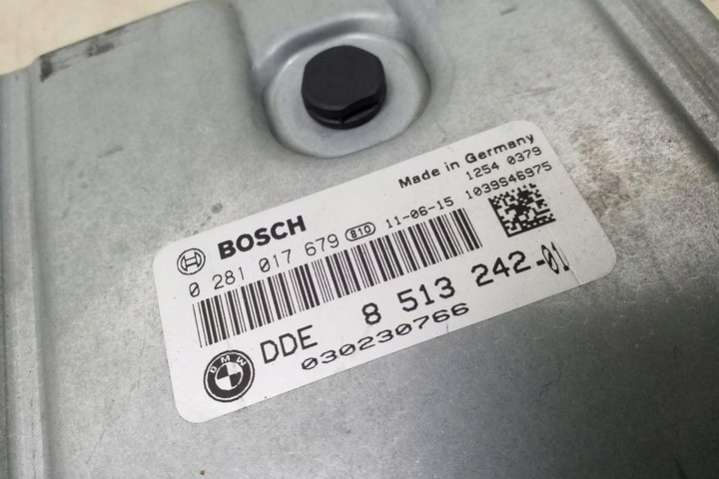 Made in Germany
1254 0379
BOSCH
0 281 017 679 810 11-06-15 1039S46975
DDE 8 513 242-01
030230766
BMW